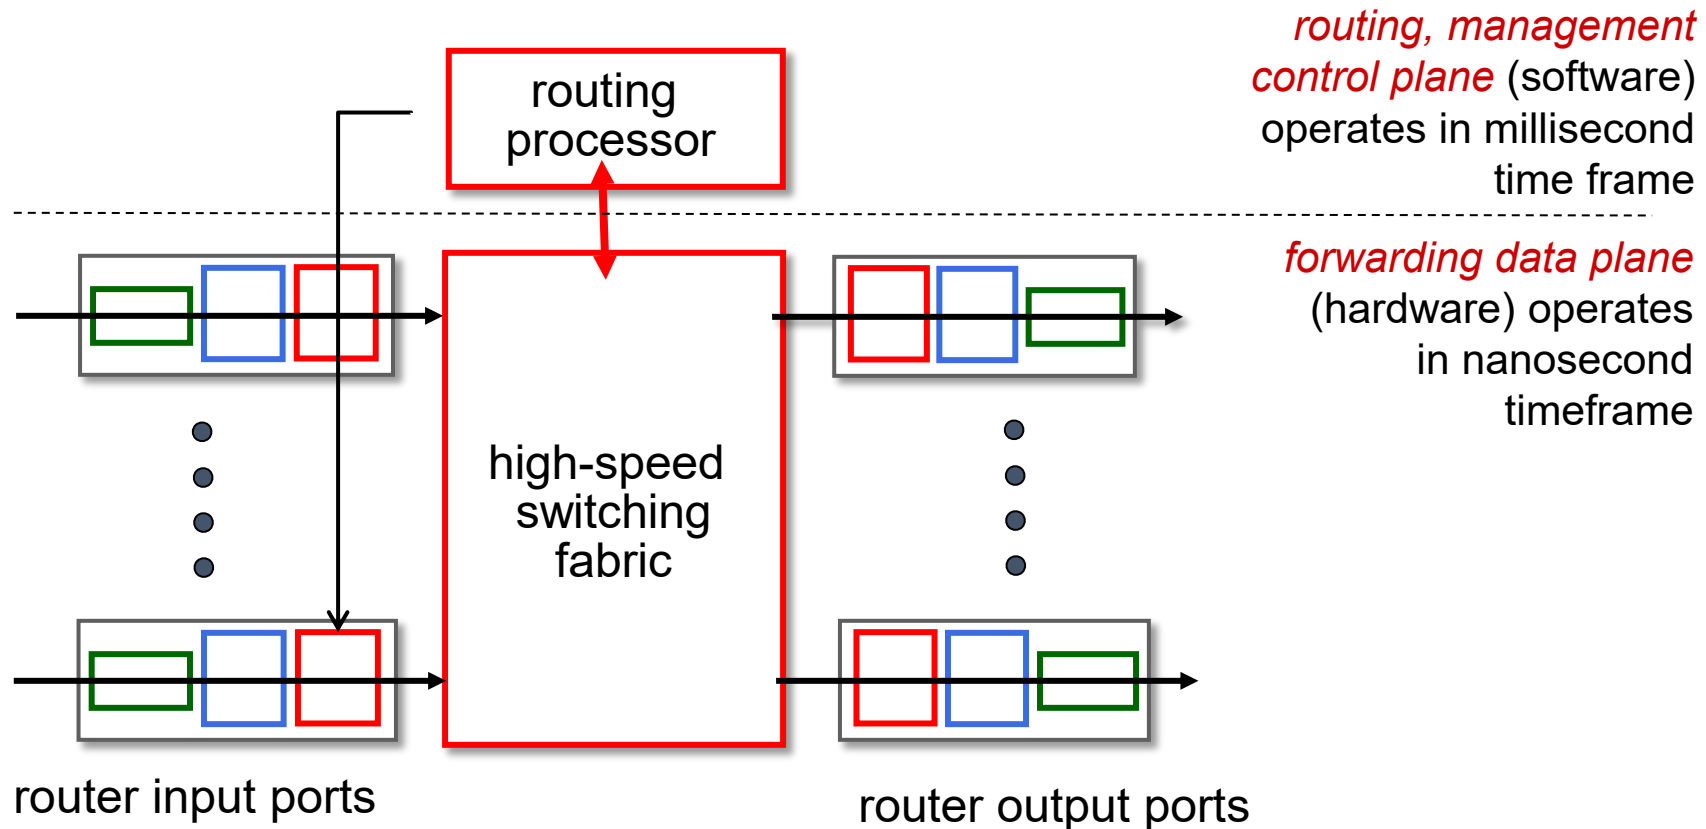 routing, management
control plane (software)
operates in millisecond
time frame
routing
processor
forwarding data plane
(hardware) operates
in nanosecond
timeframe
high-speed
switching
fabric
router input ports
router output ports